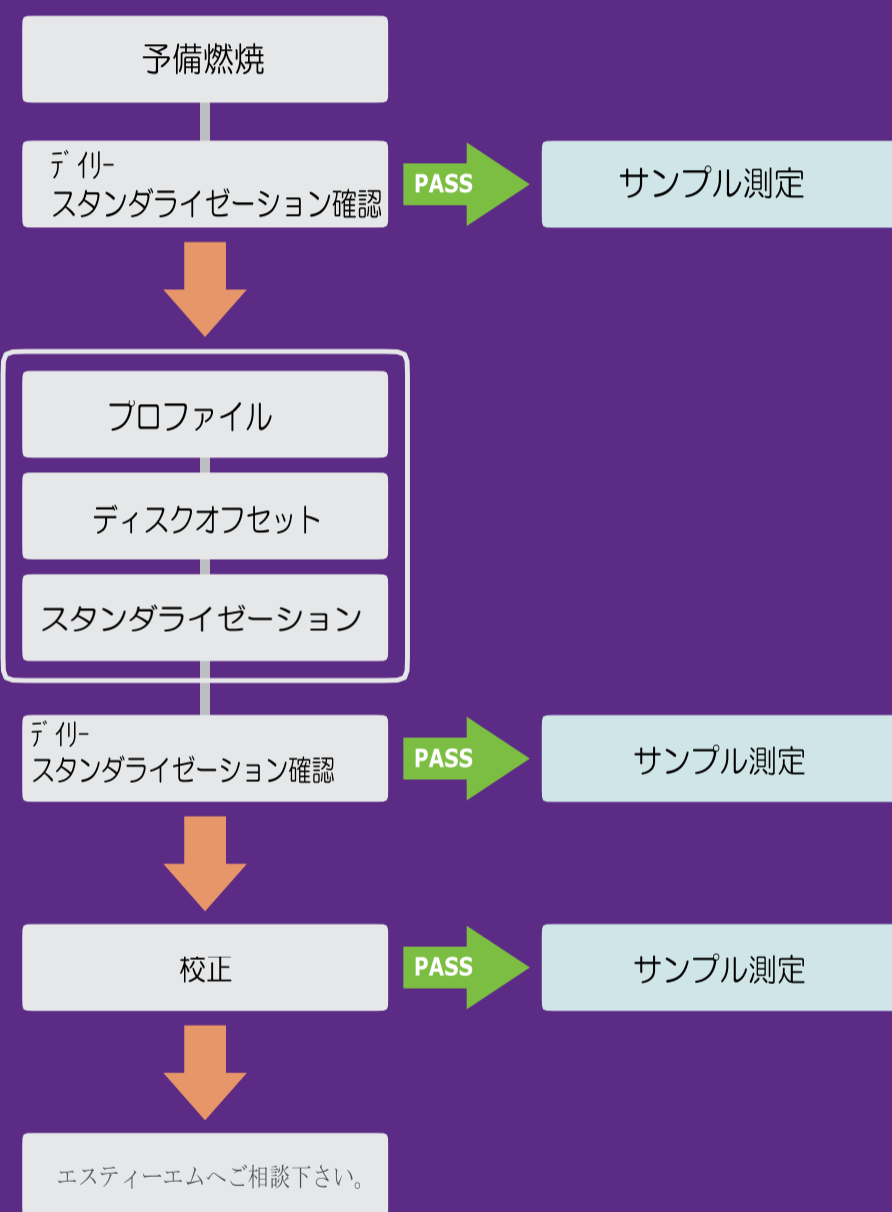 予備燃焼
デイリー
スタンダライゼーション確認
PASS
サンプル測定
プロファイル
ディスクオフセット
スタンダライゼーション
デイリー
スタンダライゼーション確認
PASS
サンプル測定
校正
PASS
サンプル測定
エスティーエムへご相談下さい。